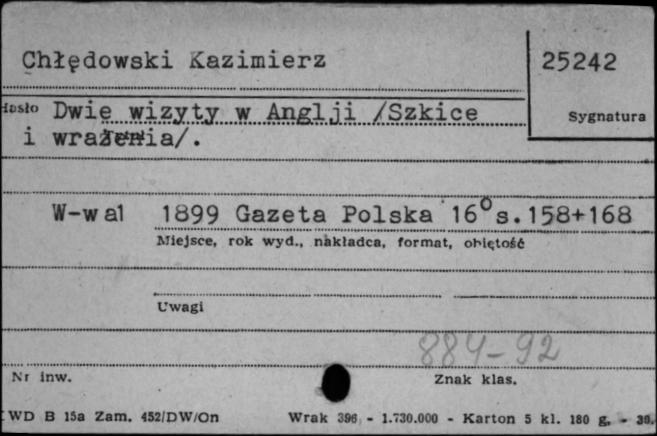 Chłędowski Kazimierz
25242
Hasło Dwie wizyty w Anglji /Szkice
Sygnatura
i wrażenia/.
W-wa1 1899 Gazeta Polska 16° s.158+168
Miejsce, rok wyd., nakładca, format, objętość
Uwagi
884-92
Nr inw.
Znak klas.
WD B 15a Zam. 452/DW/On Wrak 396 - 1.730.000 - Karton 5 kl. 180 g. - 30.